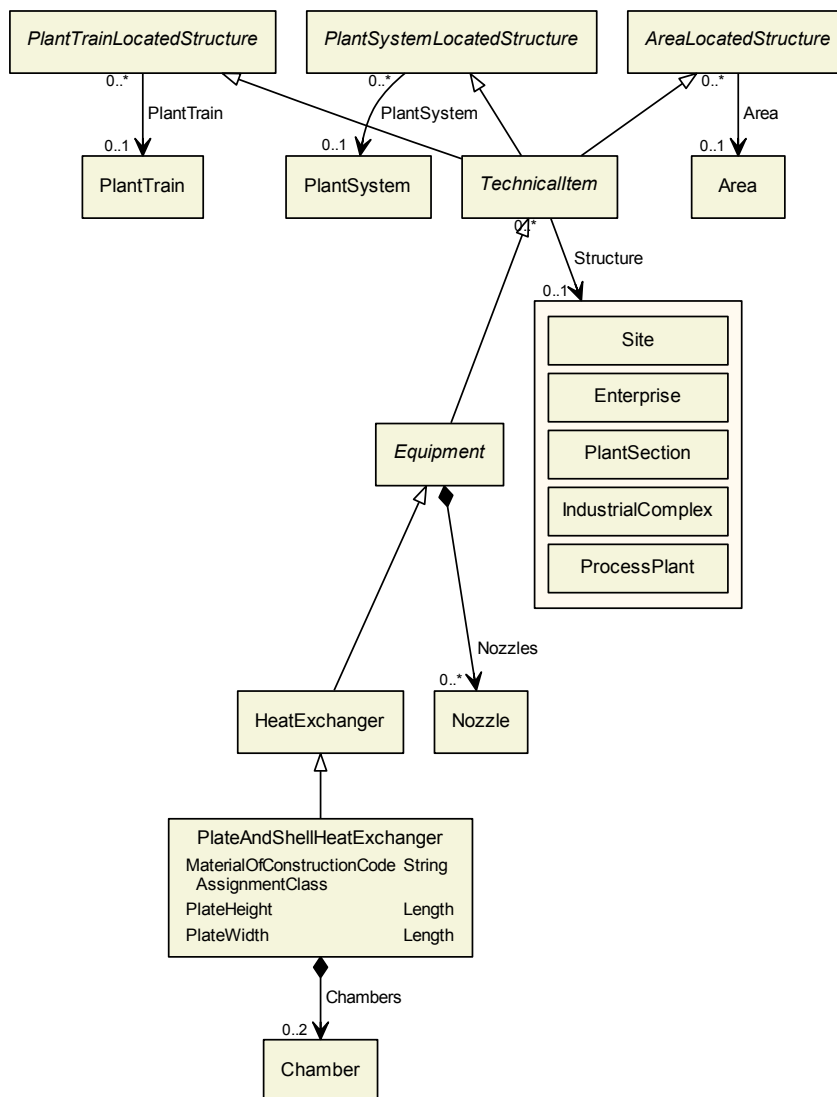 PlantTrainLocatedStructure
PlantSystemLocatedStructure
AreaLocatedStructure
0..*
0..*
0..*
PlantTrain
PlantSystem
Area
0..1
0..1
0..1
PlantTrain
PlantSystem
TechnicalItem
Area
0..*
Structure
0..1
Site
Enterprise
PlantSection
IndustrialComplex
ProcessPlant
Equipment
Nozzles
0..*
HeatExchanger
Nozzle
PlateAndShellHeatExchanger
MaterialOfConstructionCode String
AssignmentClass
PlateHeight Length
PlateWidth Length
Chambers
0..2
Chamber